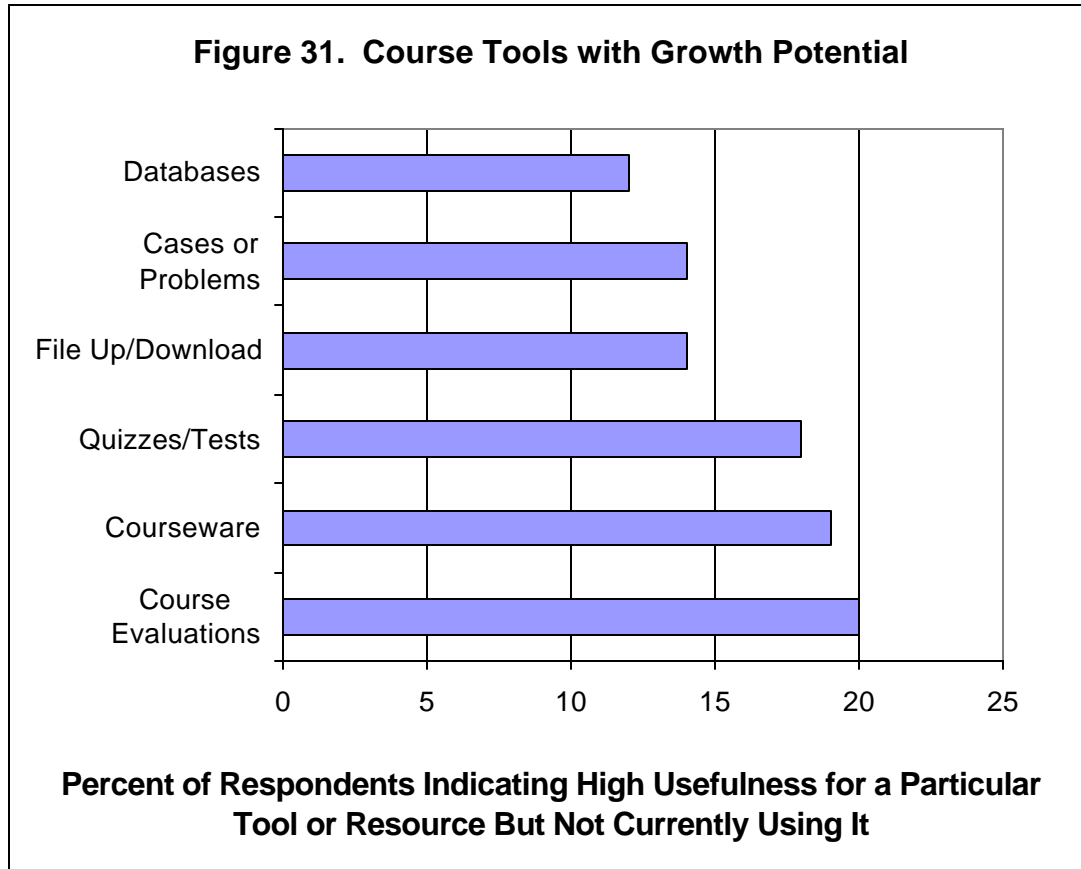 Figure 31. Course Tools with Growth Potential
Databases
Cases or
Problems
File Up/Download
Quizzes/Tests
Courseware
Course
Evaluations
0 5 10 15 20 25
Percent of Respondents Indicating High Usefulness for a Particular
Tool or Resource But Not Currently Using It